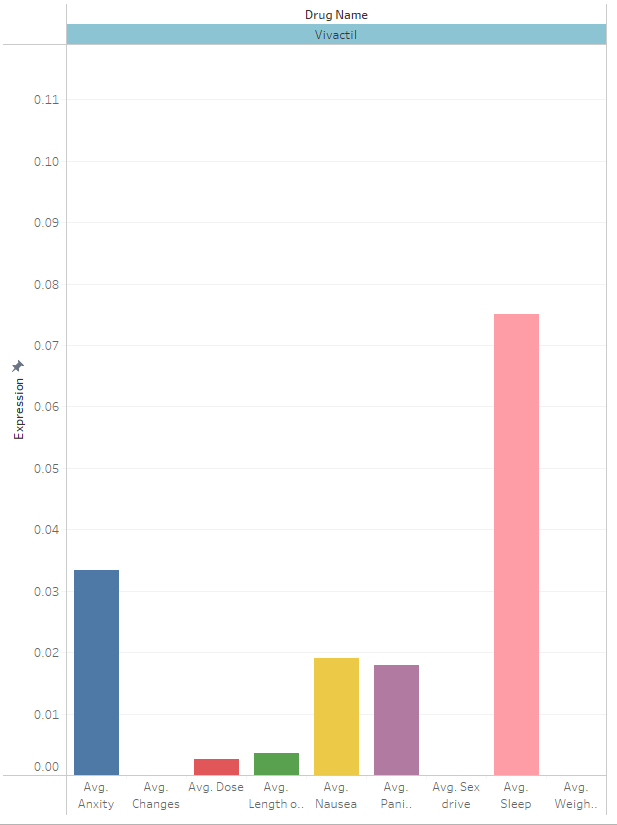 Drug Name
Vivactil
0.11
0.10
0.09
0.08
0.07
0.06
0.05
0.04
0.03
0.02
0.01
0.00
Expression
Avg. Anxity
Avg. Changes
Avg. Dose
Avg. Length o..
Avg. Nausea
Avg. Pani..
Avg. Sex drive
Avg. Sleep
Avg. Weigh..